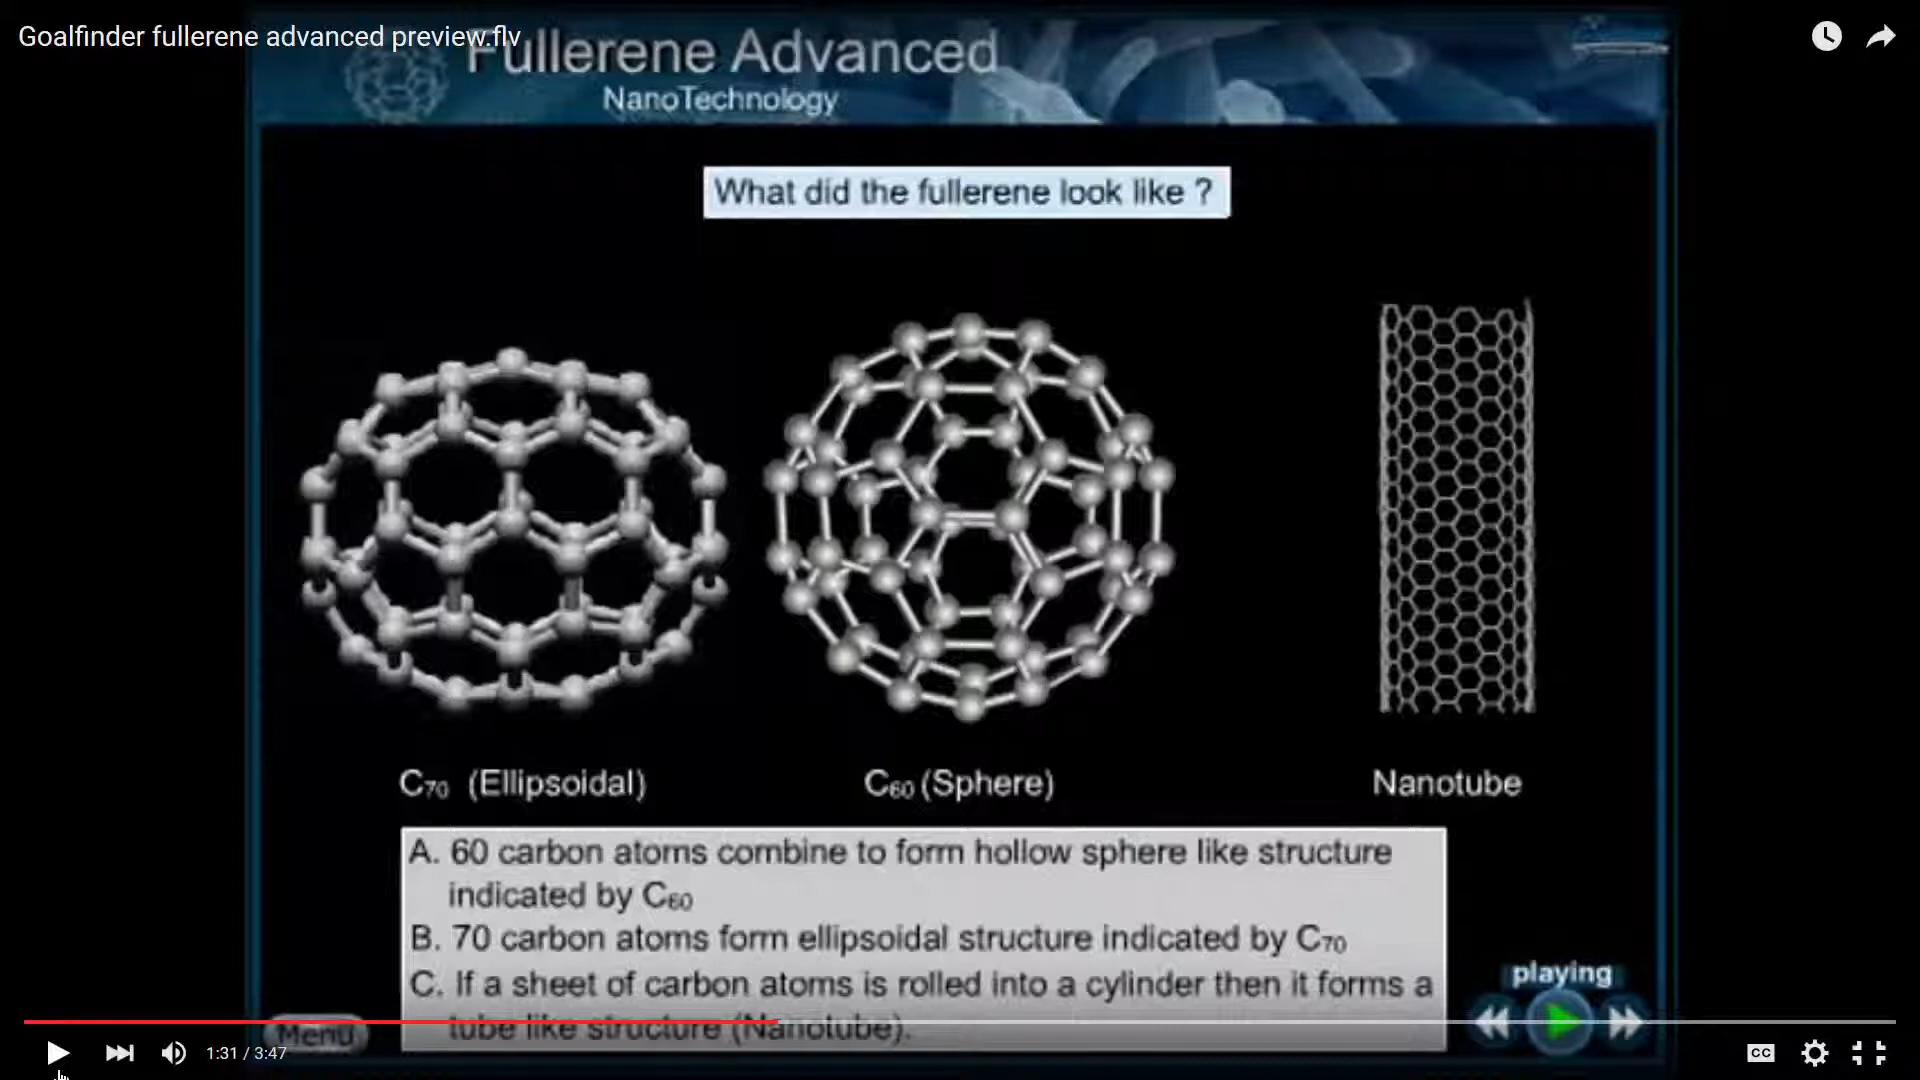 Goalfinder fullerene advanced preview.flv
Fullerene Advanced
NanoTechnology
What did the fullerene look like ?
C₇₀ (Ellipsoidal)
C₆₀ (Sphere)
Nanotube
A. 60 carbon atoms combine to form hollow sphere like structure
indicated by C₆₀
B. 70 carbon atoms form ellipsoidal structure indicated by C₇₀
C. If a sheet of carbon atoms is rolled into a cylinder then it forms a
tube like structure (Nanotube).
playing
Menu
1:31 / 3:47
CC